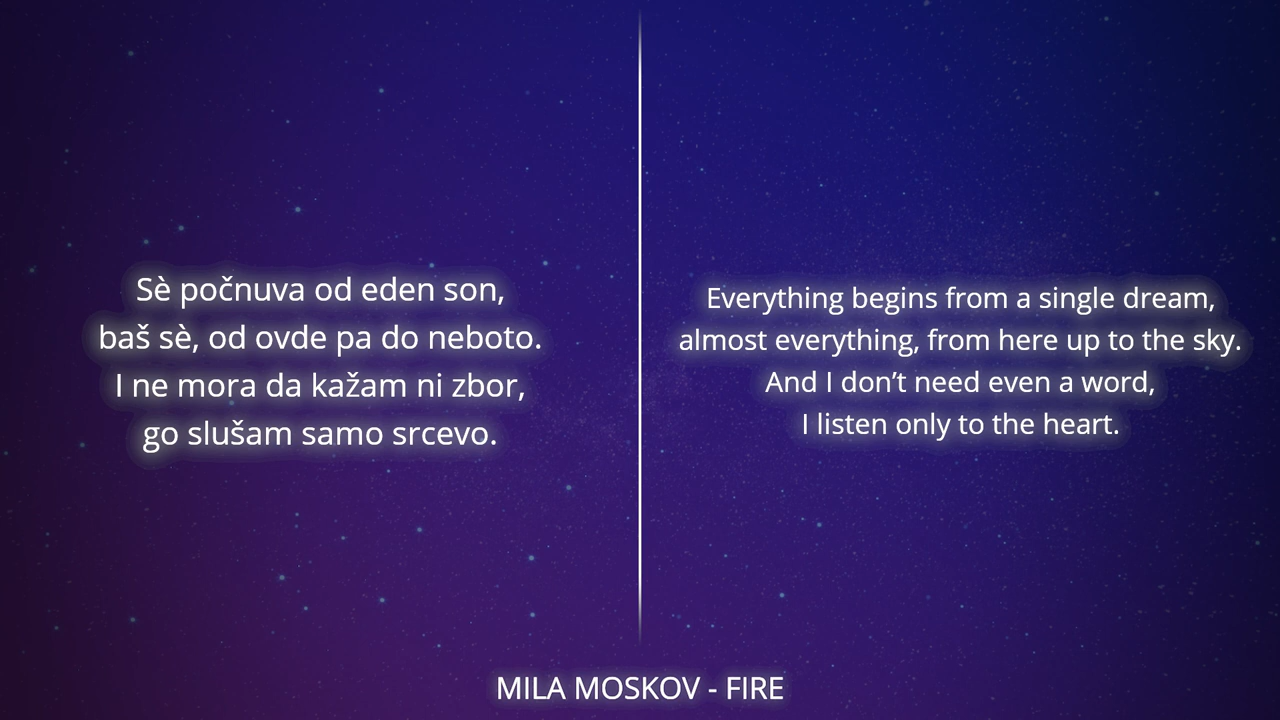 Sè počnuva od eden son,
baš sè, od ovde pa do neboto.
I ne mora da kažam ni zbor,
go slušam samo srcevo.
Everything begins from a single dream,
almost everything, from here up to the sky.
And I don’t need even a word,
I listen only to the heart.
MILA MOSKOV - FIRE